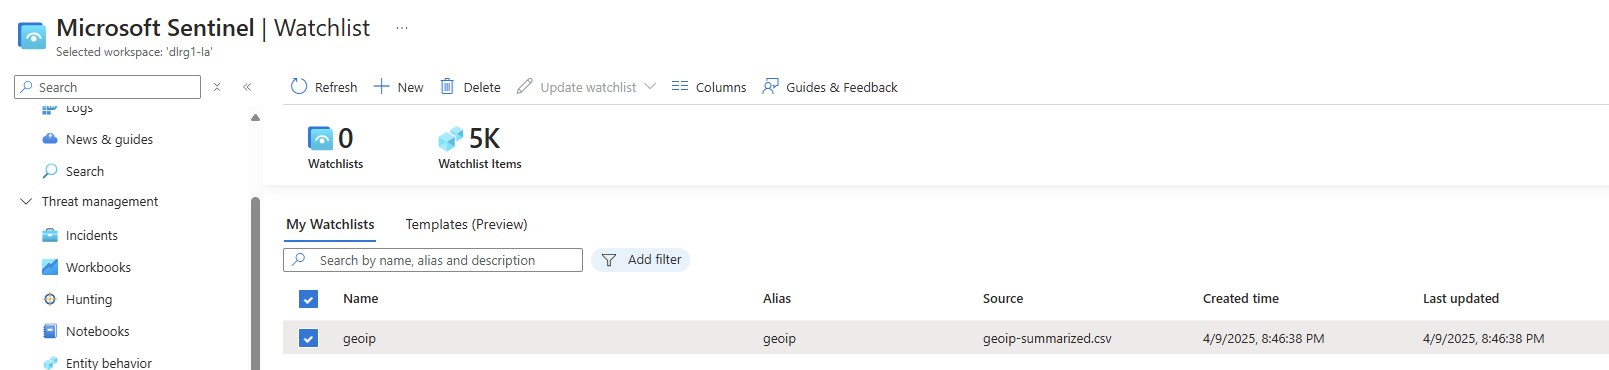 Microsoft Sentinel | Watchlist ...
Selected workspace: 'dlrg1-la'
Search
Logs
News & guides
Search
Threat management
Incidents
Workbooks
Hunting
Notebooks
Entity behavior
Refresh New Delete Update watchlist Columns Guides & Feedback
0 5K
Watchlists Watchlist Items
My Watchlists Templates (Preview)
Search by name, alias and description Add filter
Name Alias Source Created time Last updated
geoip geoip geoip-summarized.csv 4/9/2025, 8:46:38 PM 4/9/2025, 8:46:38 PM